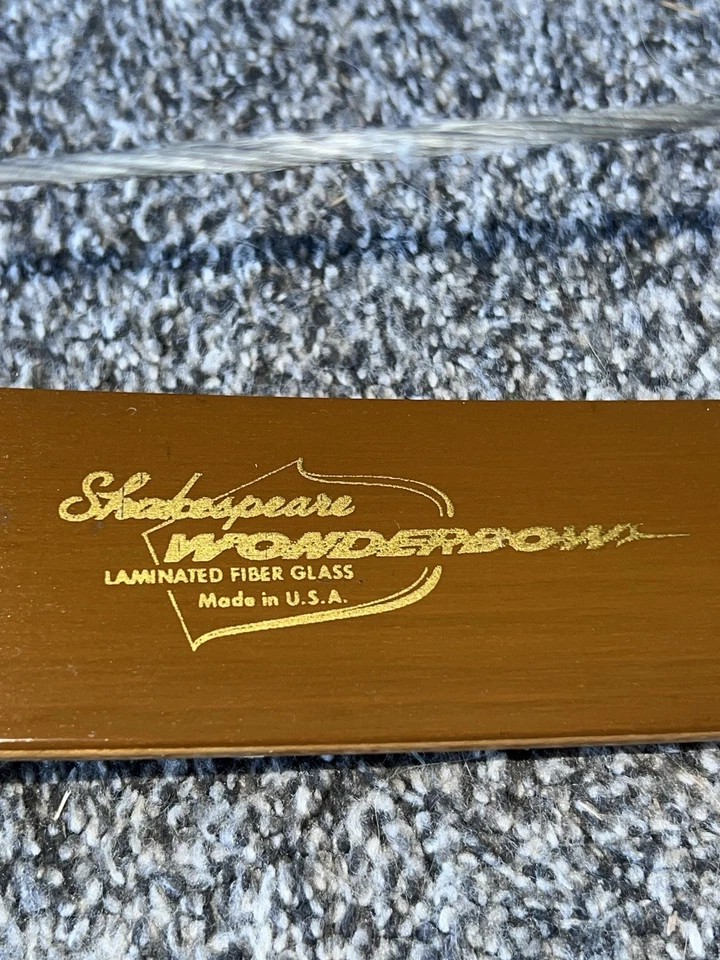 Shakespeare
WONDERBOW
LAMINATED FIBER GLASS
Made in U.S.A.